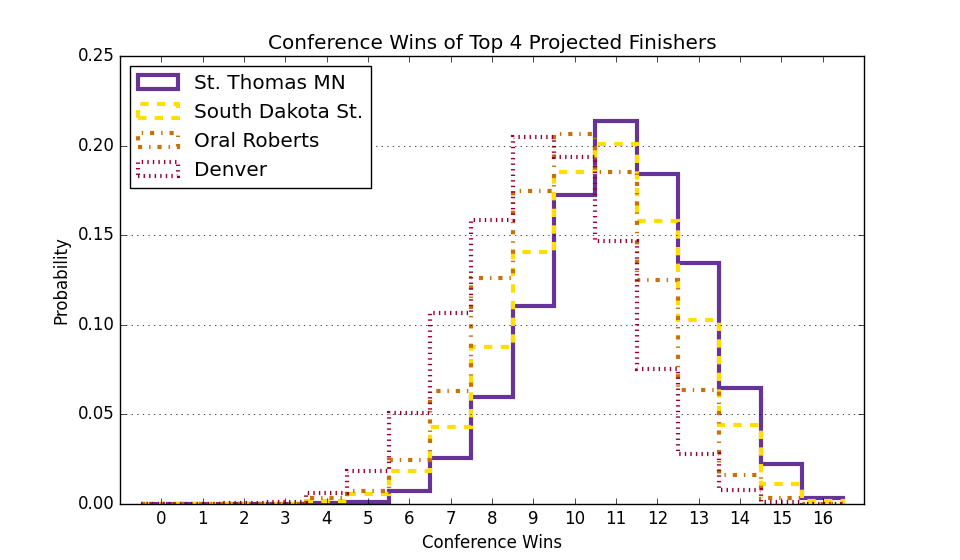 Conference Wins of Top 4 Projected Finishers
0.25
0.20
0.15
0.10
0.05
0.00
Probability
St. Thomas MN
South Dakota St.
Oral Roberts
Denver
0 1 2 3 4 5 6 7 8 9 10 11 12 13 14 15 16
Conference Wins